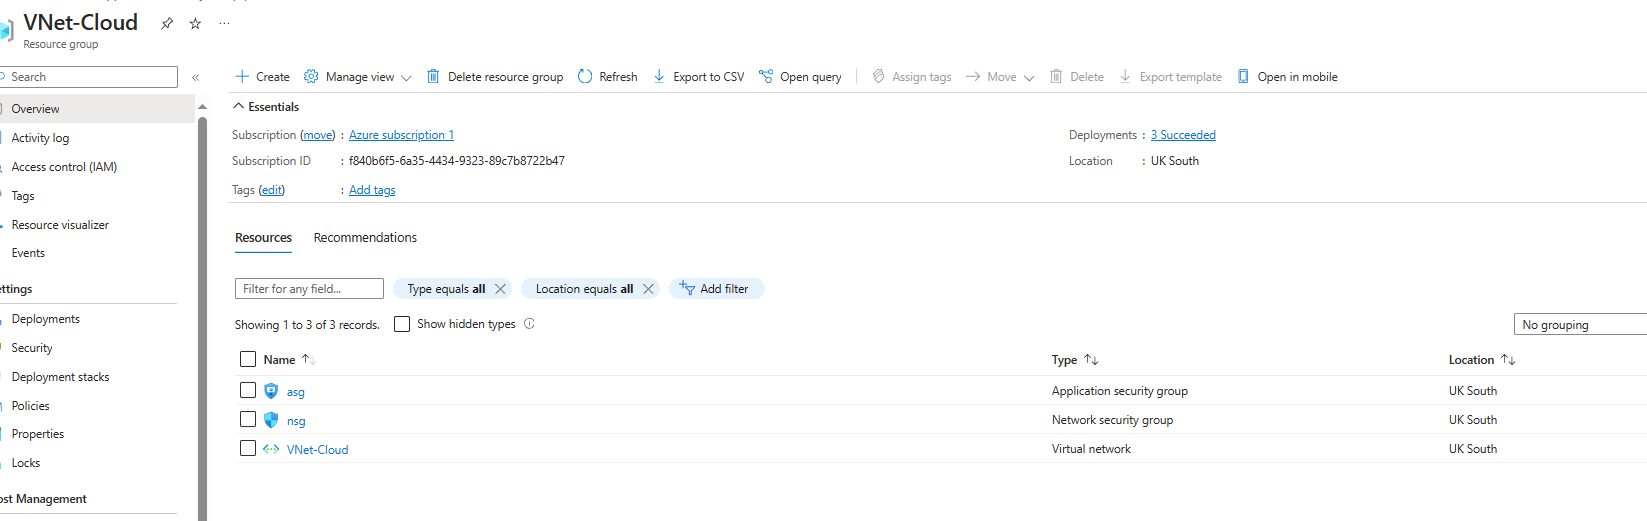 VNet-Cloud
Resource group
Search
Create Manage view Delete resource group Refresh Export to CSV Open query Assign tags Move Delete Export template Open in mobile
Overview
Activity log
Access control (IAM)
Tags
Resource visualizer
Events
ettings
Deployments
Security
Deployment stacks
Policies
Properties
Locks
ost Management
Essentials
Subscription (move) : Azure subscription 1
Subscription ID : f840b6f5-6a35-4434-9323-89c7b8722b47
Tags (edit) : Add tags
Deployments : 3 Succeeded
Location : UK South
Resources Recommendations
Filter for any field... Type equals all Location equals all Add filter
Showing 1 to 3 of 3 records. Show hidden types No grouping
Name Type Location
asg Application security group UK South
nsg Network security group UK South
VNet-Cloud Virtual network UK South